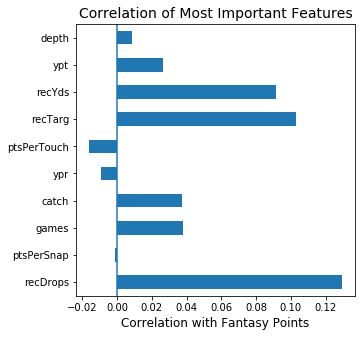 Correlation of Most Important Features
depth
ypt
recYds
recTarg
ptsPerTouch
ypr
catch
games
ptsPerSnap
recDrops
−0.02 0.00 0.02 0.04 0.06 0.08 0.10 0.12
Correlation with Fantasy Points